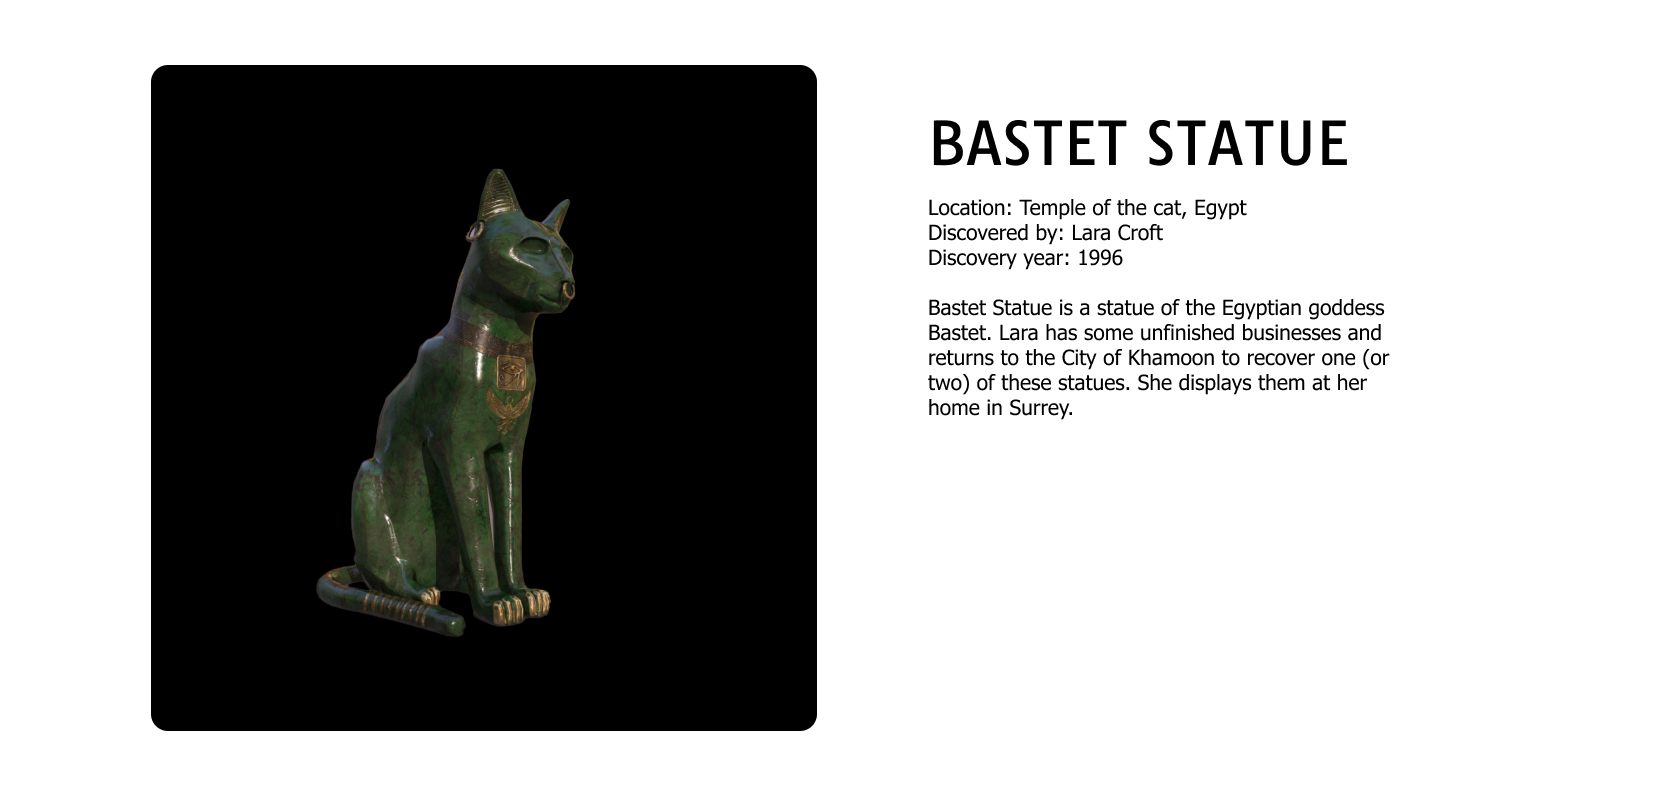 BASTET STATUE
Location: Temple of the cat, Egypt
Discovered by: Lara Croft
Discovery year: 1996
Bastet Statue is a statue of the Egyptian goddess
Bastet. Lara has some unfinished businesses and
returns to the City of Khamoon to recover one (or
two) of these statues. She displays them at her
home in Surrey.